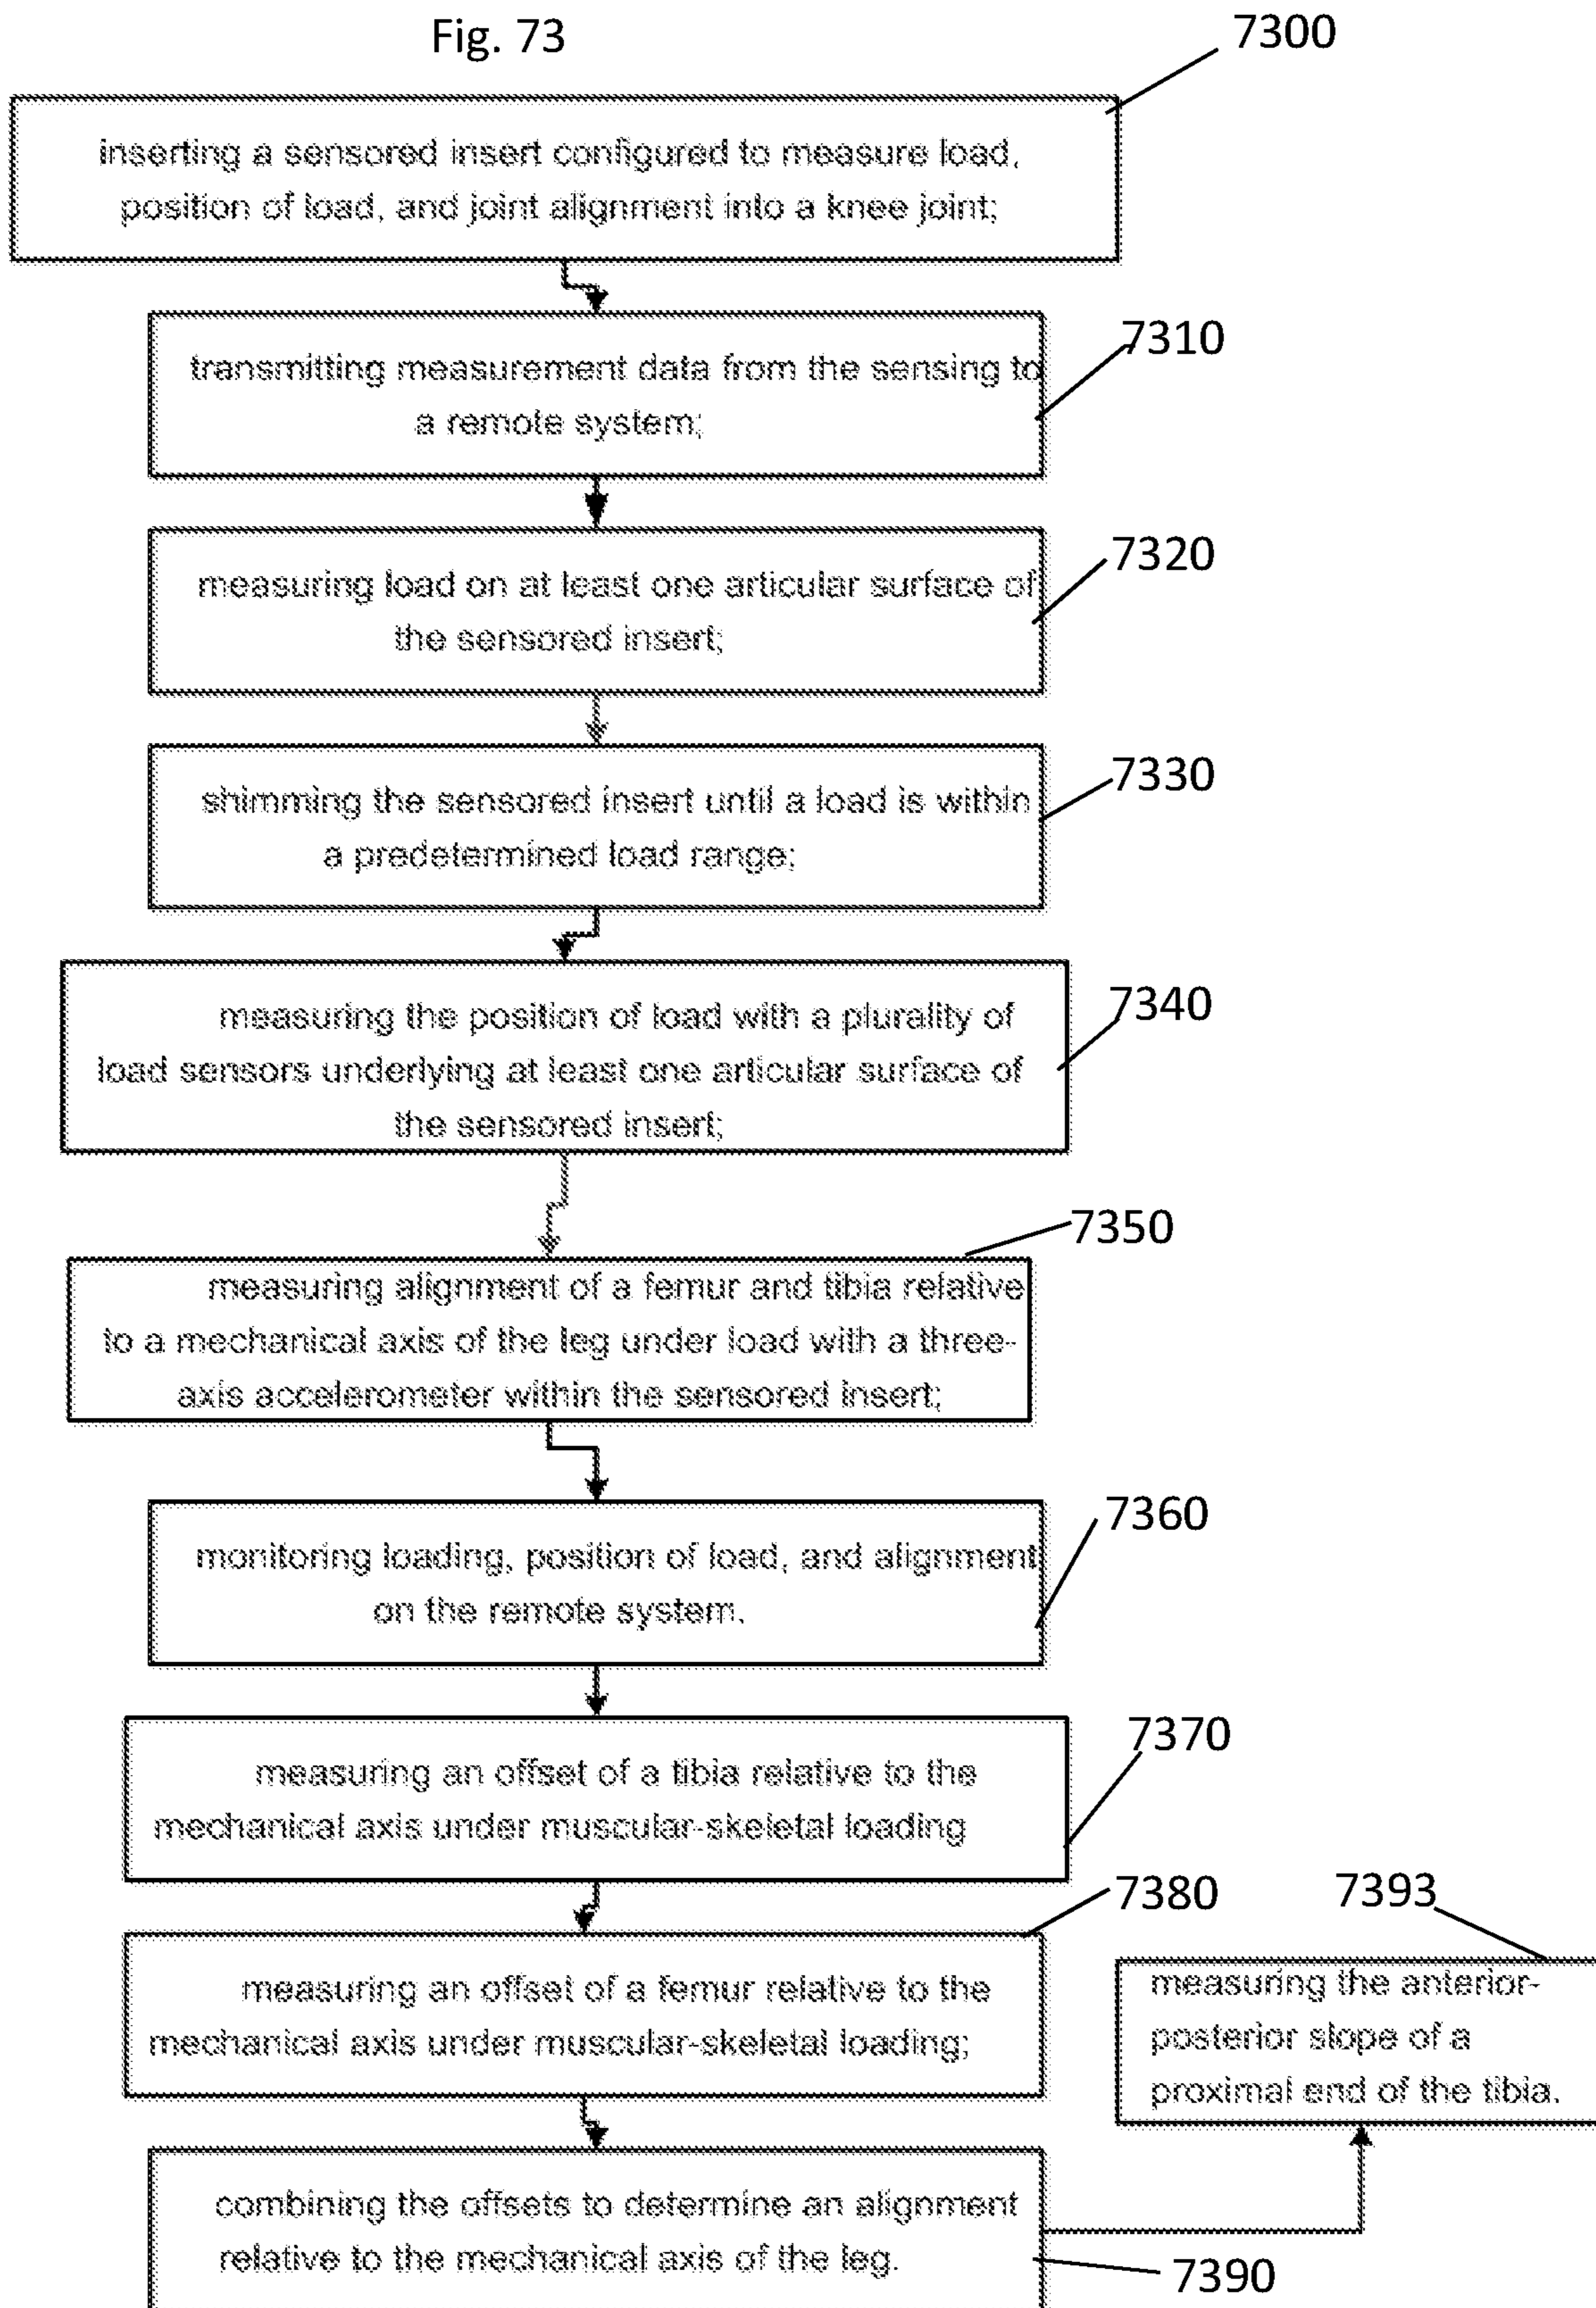 Fig. 73
7300
inserting a sensored insert configured to measure load,
position of load, and joint alignment into a knee joint;
7310
transmitting measurement data from the sensing to
a remote system;
7320
measuring load on at least one articular surface of
the sensored insert;
7330
shimming the sensored insert until a load is within
a predetermined load range;
7340
measuring the position of load with a plurality of
load sensors underlying at least one articular surface of
the sensored insert;
7350
measuring alignment of a femur and tibia relative
to a mechanical axis of the leg under load with a three-
axis accelerometer within the sensored insert;
7360
monitoring loading, position of load, and alignment
on the remote system.
7370
measuring an offset of a tibia relative to the
mechanical axis under muscular-skeletal loading
7380
measuring an offset of a femur relative to the
mechanical axis under muscular-skeletal loading;
7393
measuring the anterior-
posterior slope of a
proximal end of the tibia.
combining the offsets to determine an alignment
relative to the mechanical axis of the leg.
7390